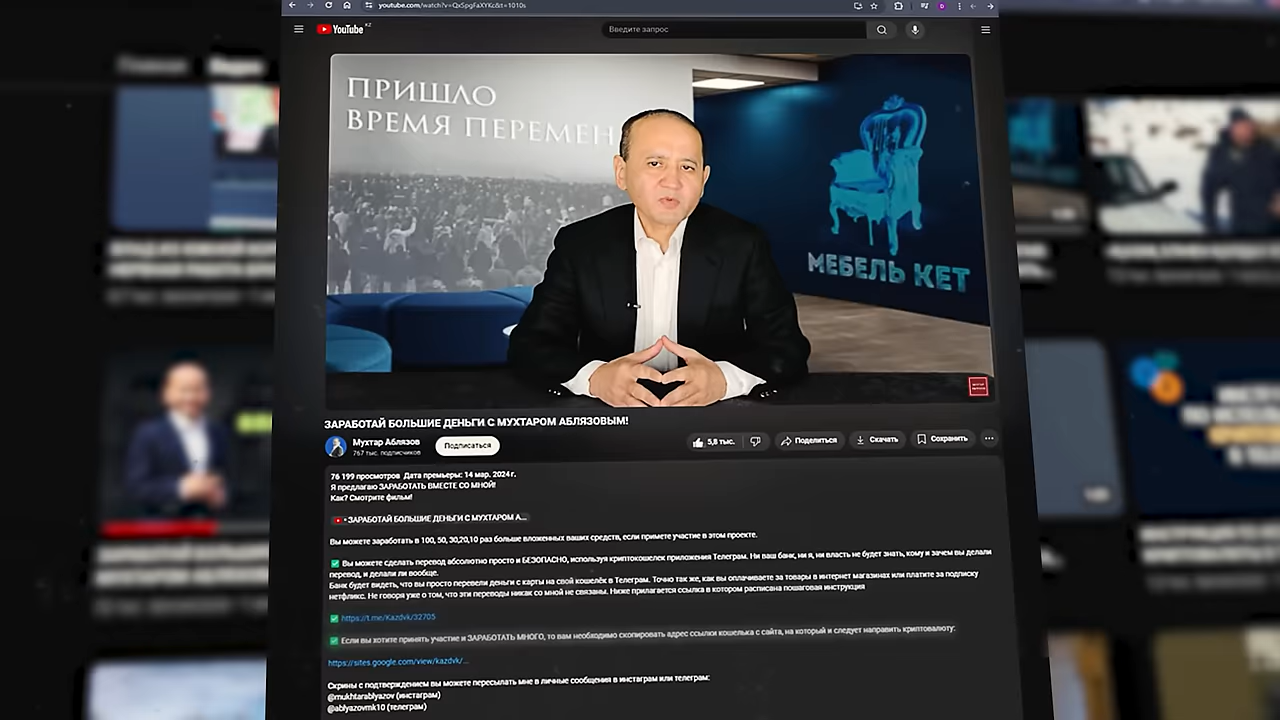 youtube.com/watch?v=QxSpgFaXYKc&t=1010s
YouTube KZ
Введите запрос
ПРИШЛО
ВРЕМЯ ПЕРЕМЕН
МЕБЕЛЬ КЕТ
ЗАРАБОТАЙ БОЛЬШИЕ ДЕНЬГИ С МУХТАРОМ АБЛЯЗОВЫМ!
Мухтар Аблязов
767 тыс. подписчиков
Подписаться
5,8 тыс.
Поделиться
Скачать
Сохранить
76 199 просмотров Дата премьеры: 14 мар. 2024 г.
Я предлагаю ЗАРАБОТАТЬ ВМЕСТЕ СО МНОЙ!
Как? Смотрите фильм!
• ЗАРАБОТАЙ БОЛЬШИЕ ДЕНЬГИ С МУХТАРОМ А...
Вы можете заработать в 100, 50, 30,20,10 раз больше вложенных ваших средств, если примете участие в этом проекте.
Вы можете сделать перевод абсолютно просто и БЕЗОПАСНО, используя криптокошелек приложения Телеграм. Ни ваш банк, ни я, ни власть не будет знать, кому и зачем вы делали
перевод, и делали ли вообще.
Банк будет видеть, что вы просто перевели деньги с карты на свой кошелёк в Телеграм. Точно так же, как вы оплачиваете за товары в интернет магазинах или платите за подписку
нетфликс. Не говоря уже о том, что эти переводы никак со мной не связаны. Ниже прилагается ссылка в котором расписана пошаговая инструкция
https://t.me/Kazdvk/32705
Если вы хотите принять участие и ЗАРАБОТАТЬ МНОГО, то вам необходимо скопировать адрес ссылки кошелька с сайта, на который и следует направить криптовалюту:
https://sites.google.com/view/kazdvk/...
Скрины с подтверждением вы можете пересылать мне в личные сообщения в инстаграм или телеграм:
@mukhtarablyazov (инстаграм)
@ablyazovmk10 (телеграм)